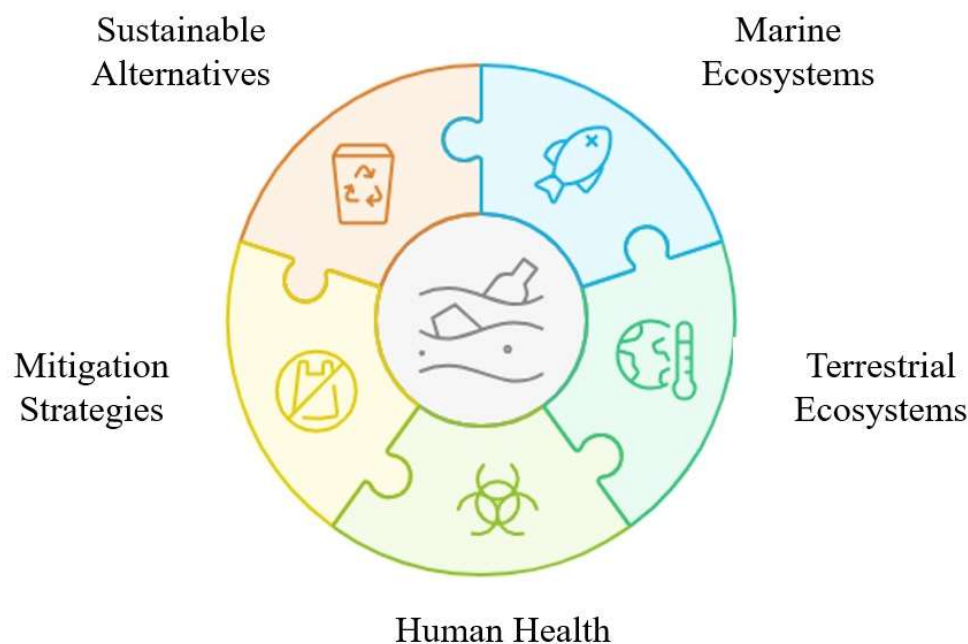 Sustainable
Alternatives
Marine
Ecosystems
Mitigation
Strategies
Terrestrial
Ecosystems
Human Health